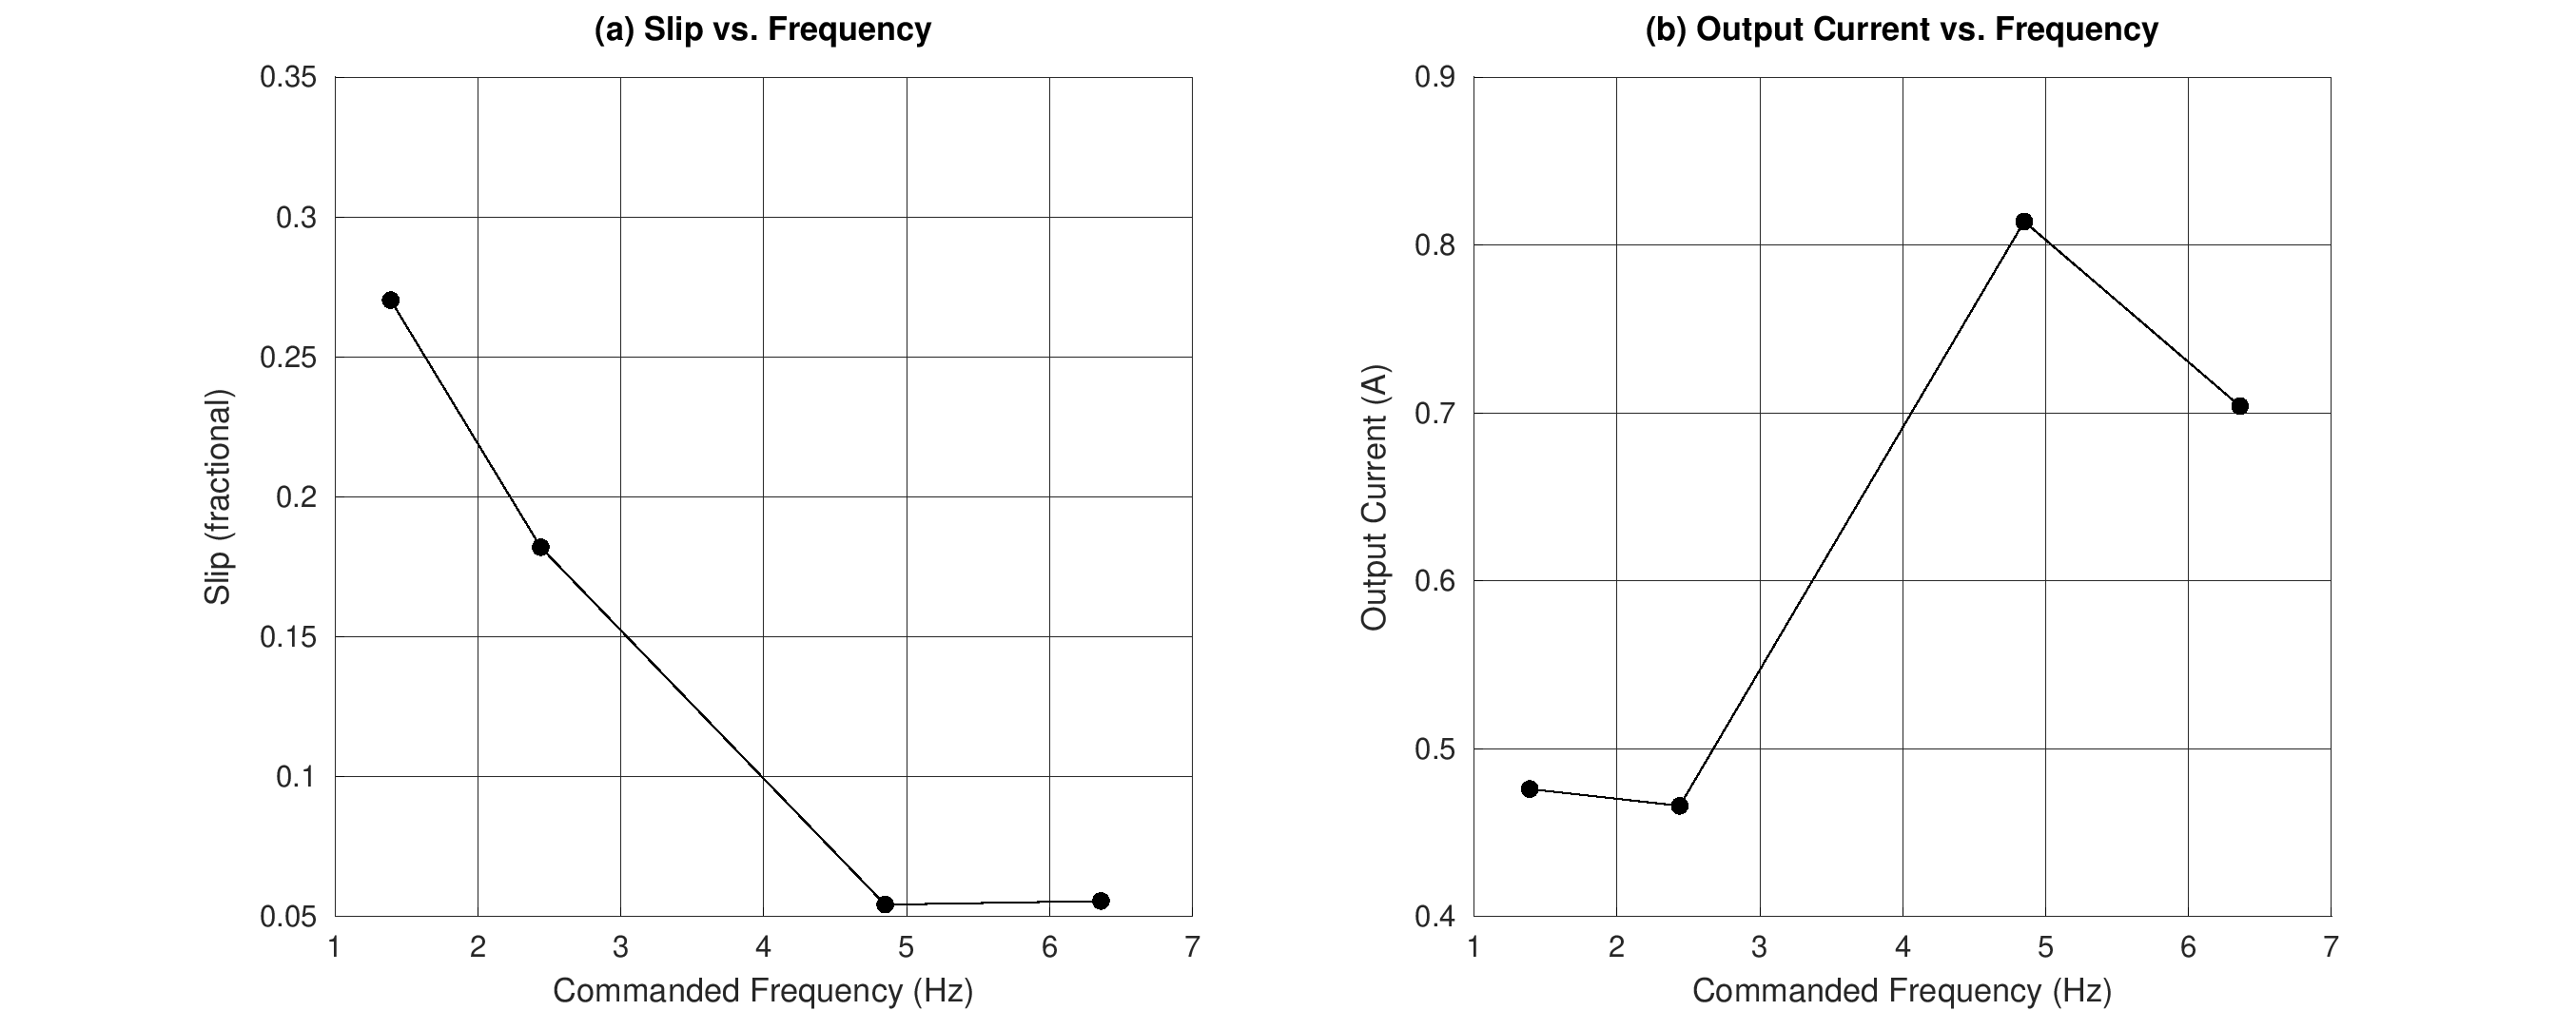 (a) Slip vs. Frequency
0.35
0.3
0.25
0.2
0.15
0.1
0.05
Slip (fractional)
1 2 3 4 5 6 7
Commanded Frequency (Hz)
(b) Output Current vs. Frequency
0.9
0.8
0.7
0.6
0.5
0.4
Output Current (A)
1 2 3 4 5 6 7
Commanded Frequency (Hz)